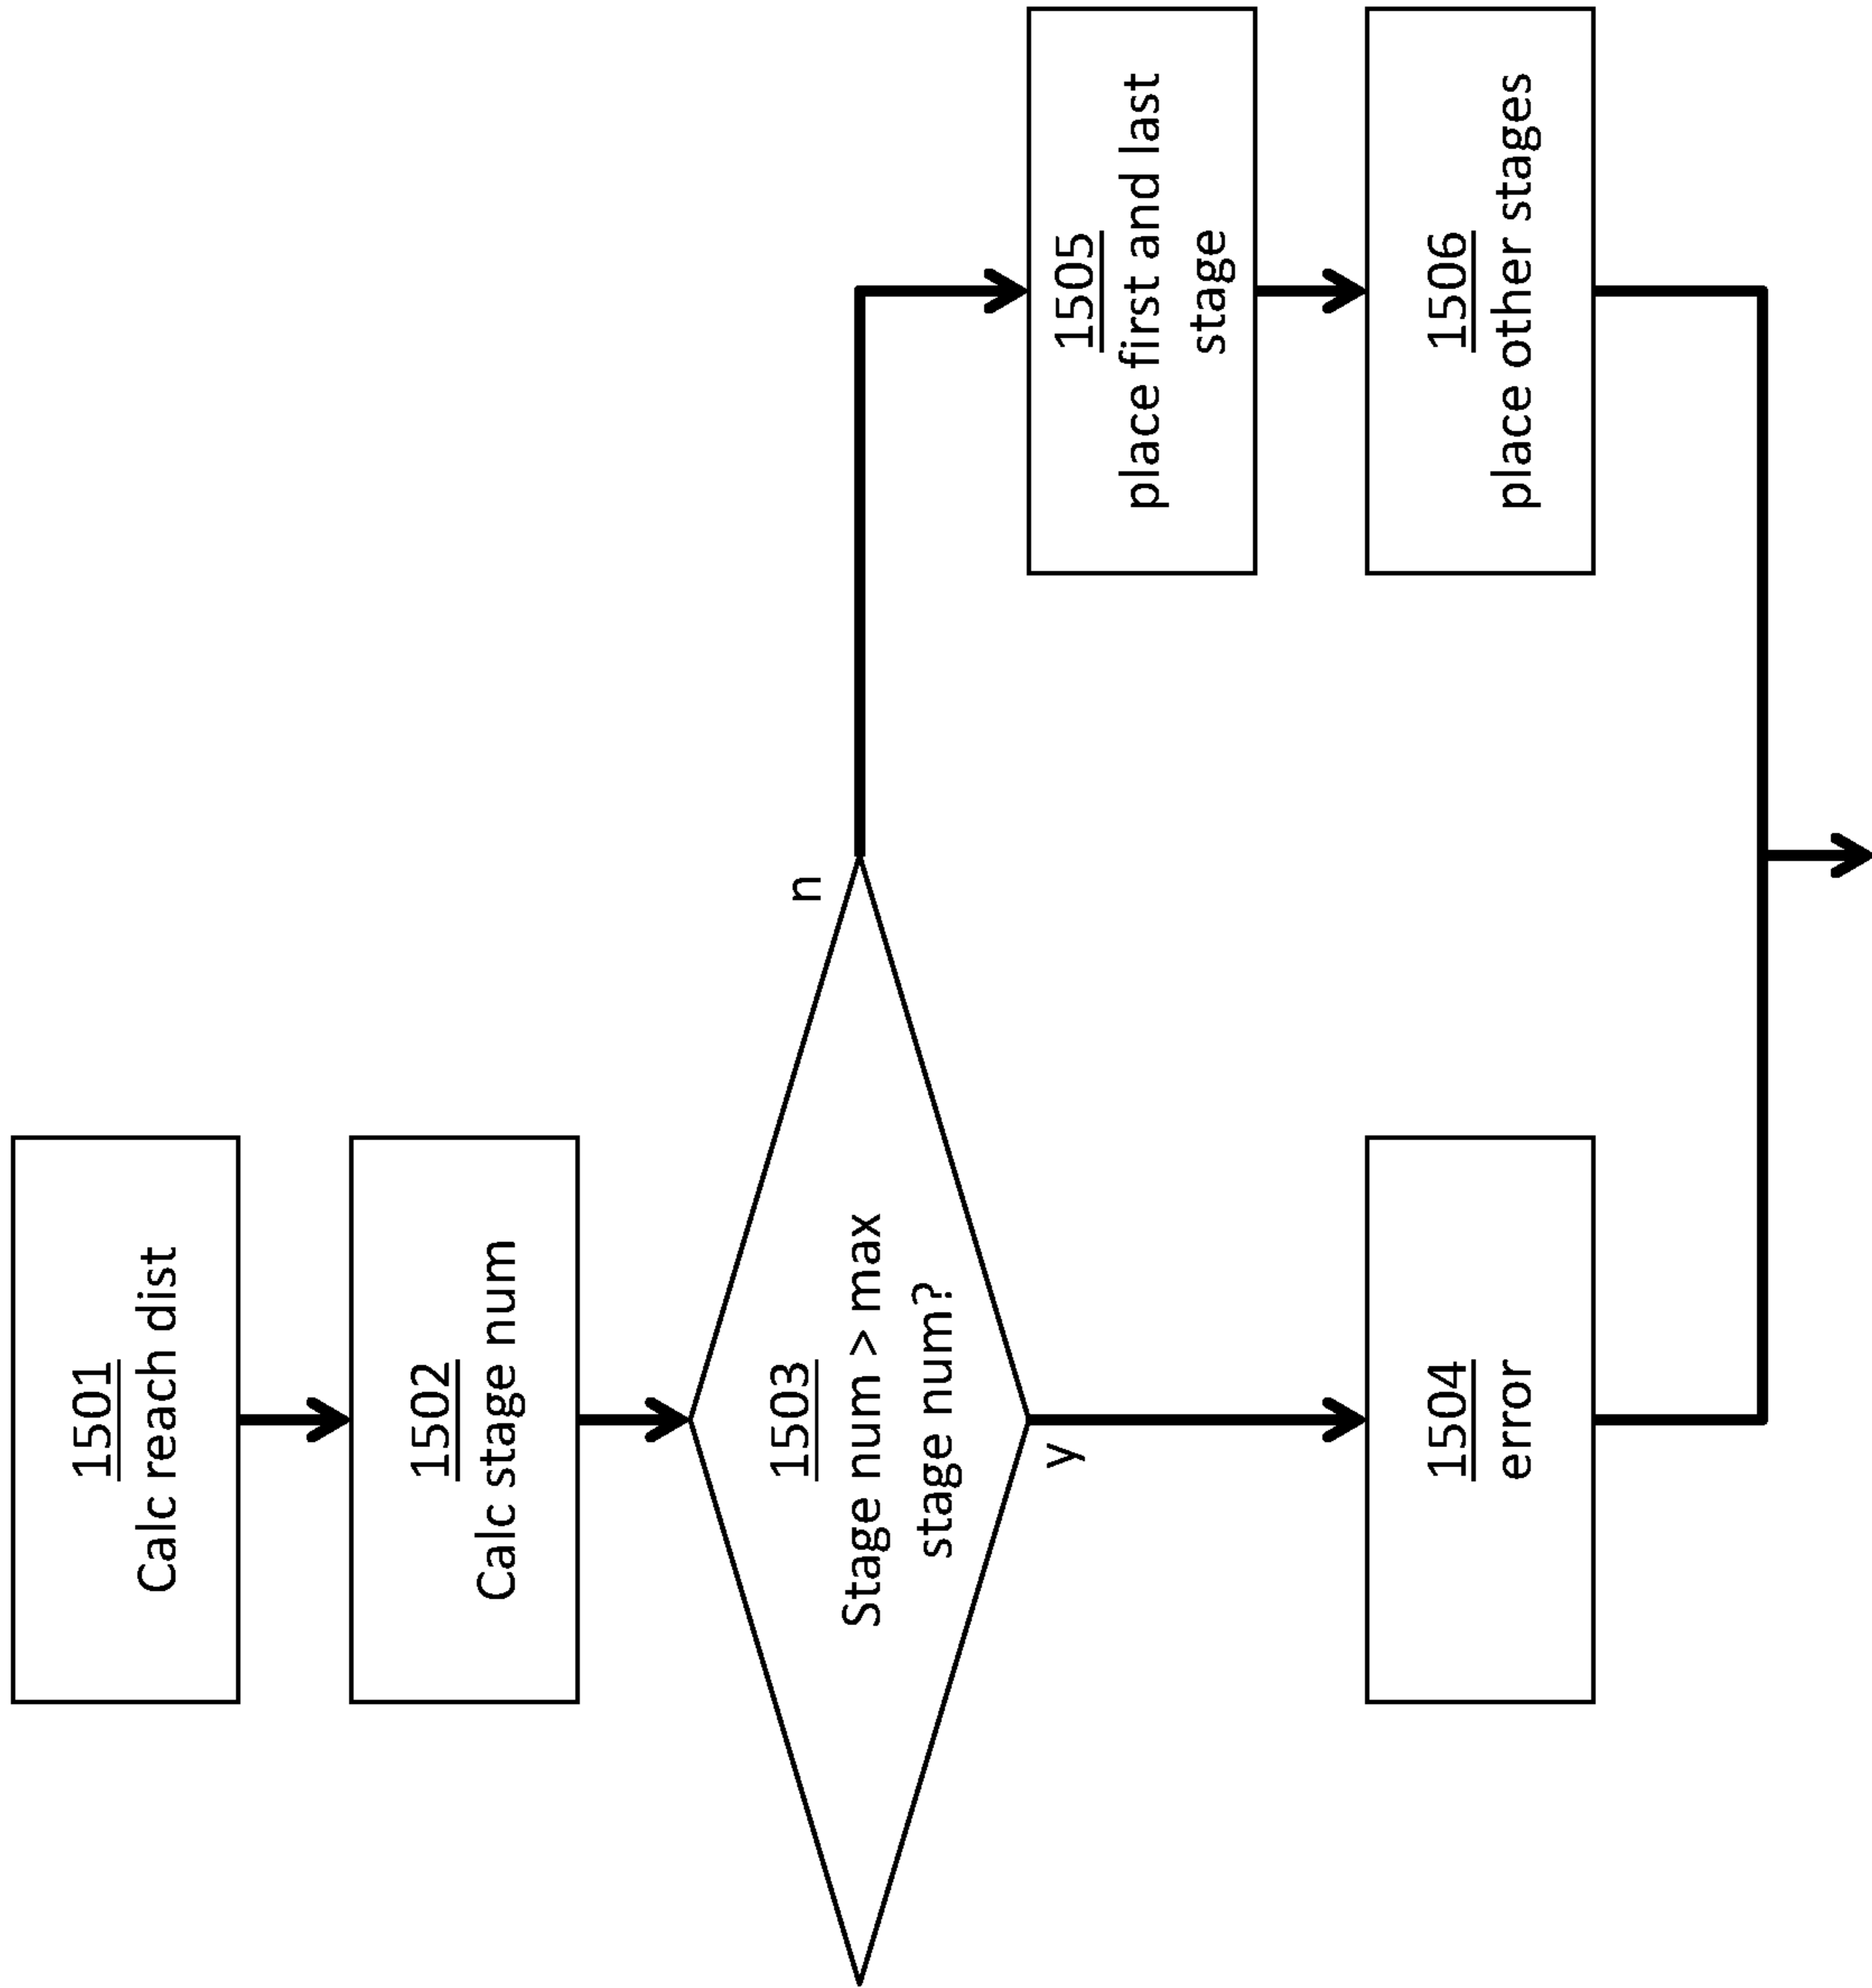 1501
Calc reach dist
1502
Calc stage num
1503
Stage num > max
stage num?
n
y
1504
error
1505
place first and last
stage
1506
place other stages